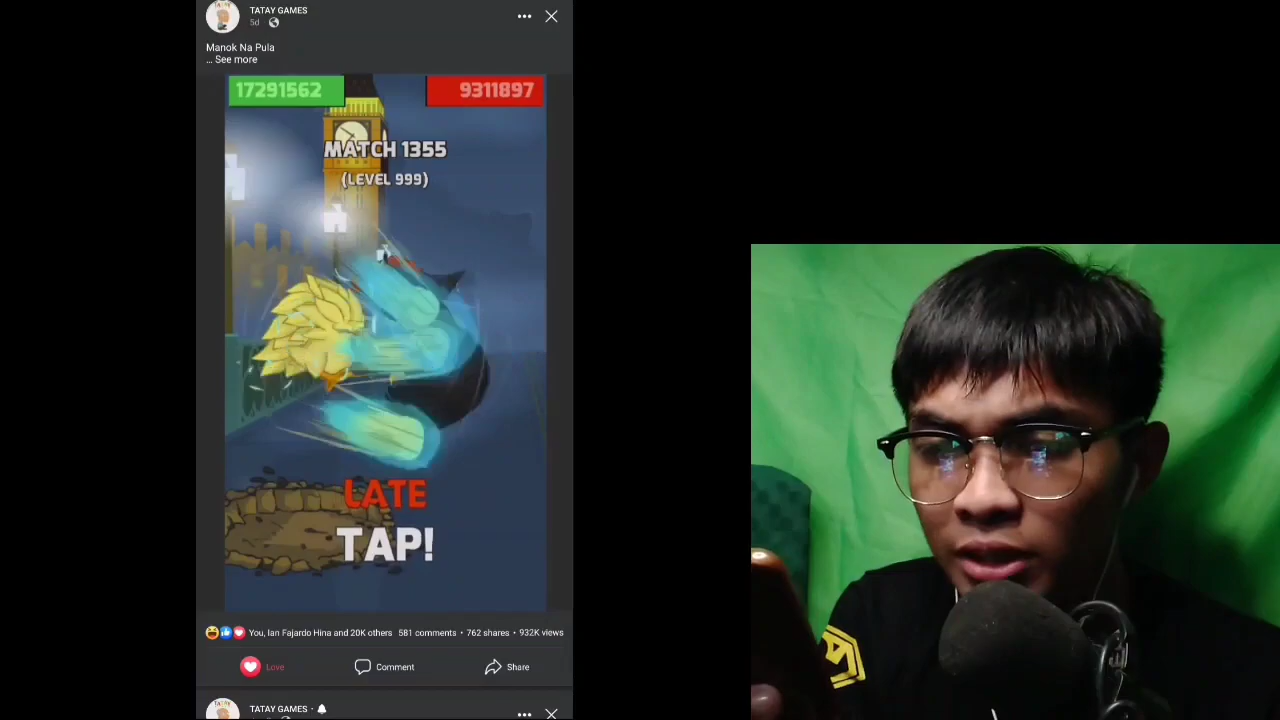 TATAY GAMES
5d
Manok Na Pula
... See more
17291562
9311897
MATCH 1355
(LEVEL 999)
LATE
TAP!
You, Ian Fajardo Hina and 20K others 581 comments • 762 shares • 932K views
Love
Comment
Share
TATAY GAMES